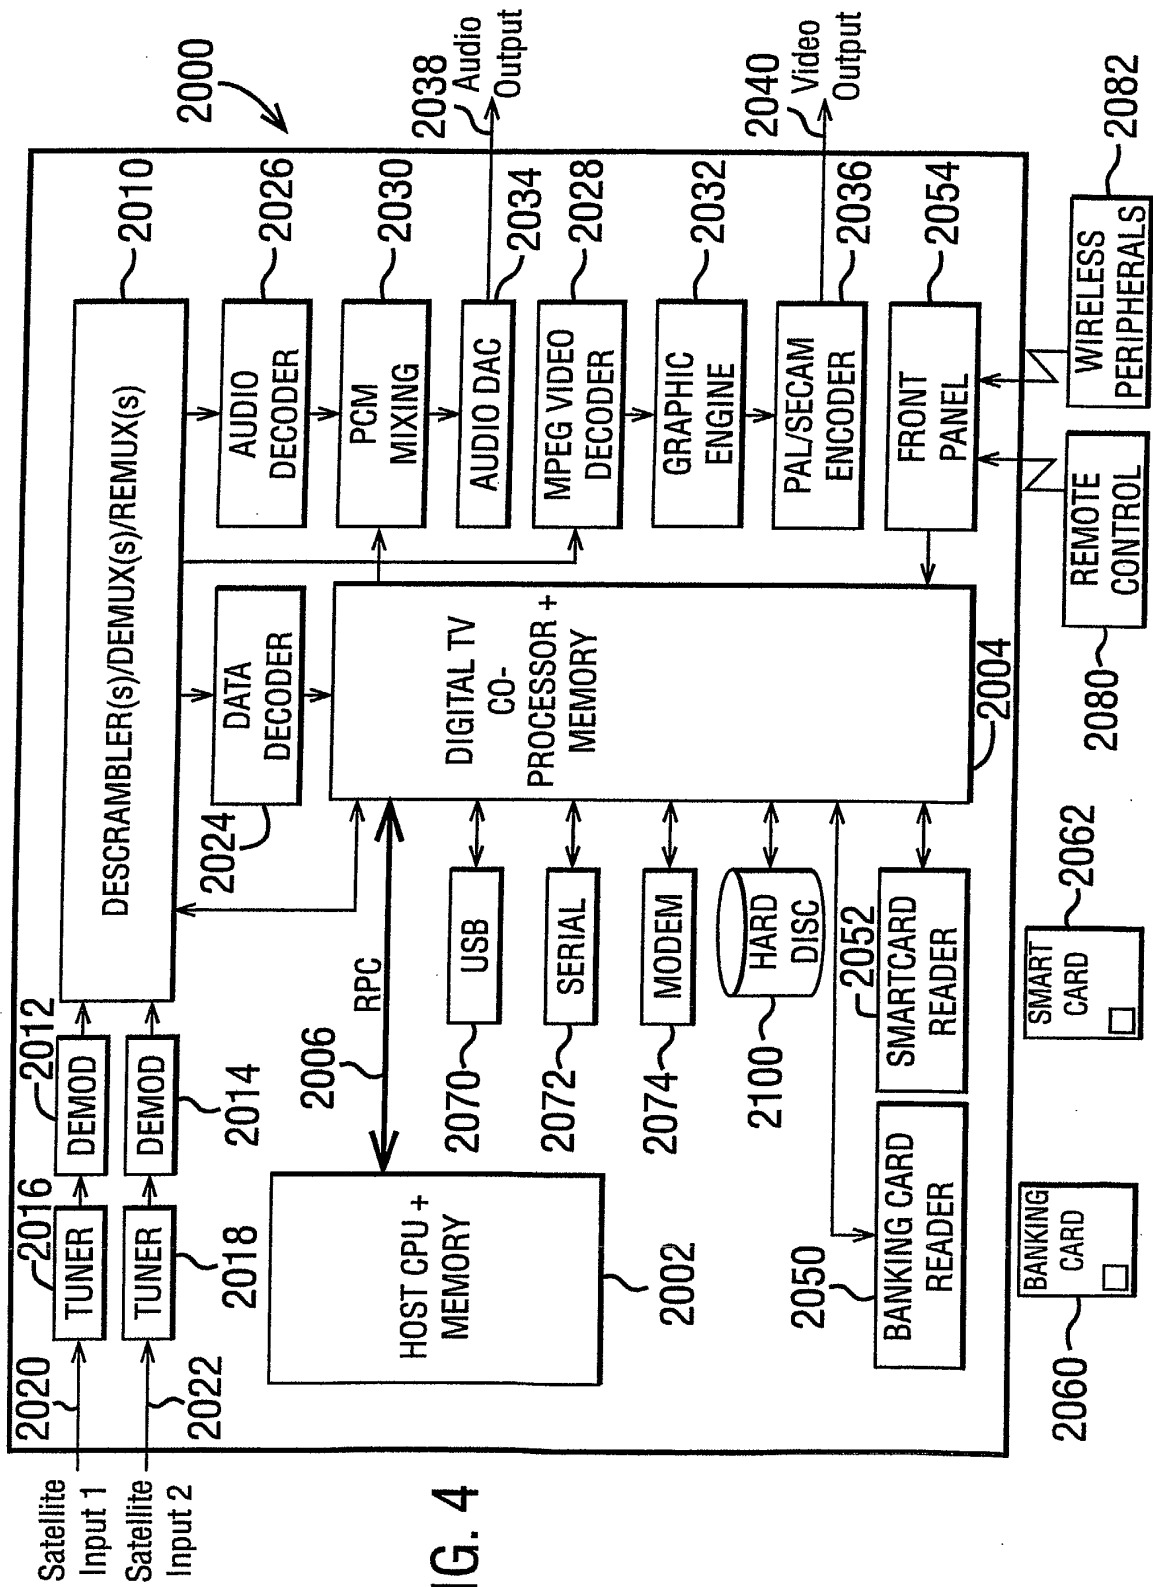 Satellite
Input 1
Satellite
Input 2
2020
2022
2016
TUNER
TUNER
2018
2012
DEMOD
DEMOD
2014
DESCRAMBLER(s)/DEMUX(s)/REMUX(s)
2010
2000
2024
DATA
DECODER
AUDIO
DECODER
2026
2006
RPC
PCM
MIXING
2030
2038
Audio
Output
HOST CPU +
MEMORY
2002
DIGITAL TV
CO-
PROCESSOR +
MEMORY
2004
AUDIO DAC
2034
2070
USB
MPEG VIDEO
DECODER
2028
2072
SERIAL
GRAPHIC
ENGINE
2032
2074
MODEM
2040
Video
Output
2100
HARD
DISC
PAL/SECAM
ENCODER
2036
2050
BANKING CARD
READER
2052
SMARTCARD
READER
FRONT
PANEL
2054
2060
BANKING
CARD
SMART
CARD
2062
2080
REMOTE
CONTROL
WIRELESS
PERIPHERALS
2082
IG. 4